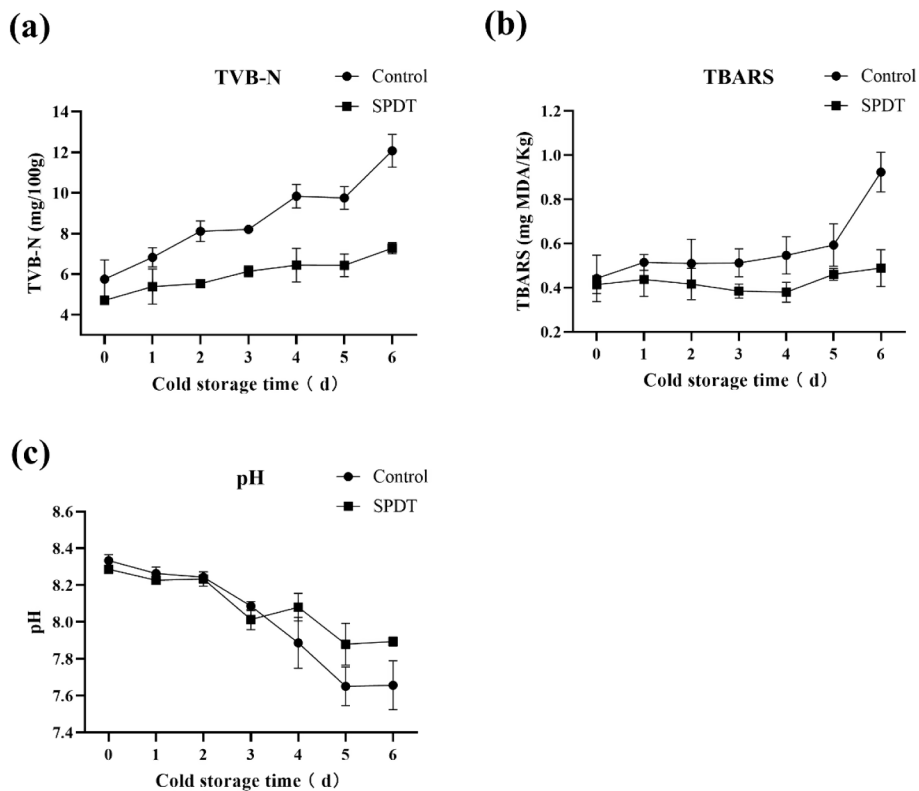 (a)
TVB-N
Control
SPDT
TVB-N (mg/100g)
14
12
10
8
6
4
0 1 2 3 4 5 6
Cold storage time ( d)
(b)
TBARS
Control
SPDT
TBARS (mg MDA/Kg)
1.2
1.0
0.8
0.6
0.4
0.2
0 1 2 3 4 5 6
Cold storage time ( d)
(c)
pH
Control
SPDT
pH
8.6
8.4
8.2
8.0
7.8
7.6
7.4
0 1 2 3 4 5 6
Cold storage time ( d)